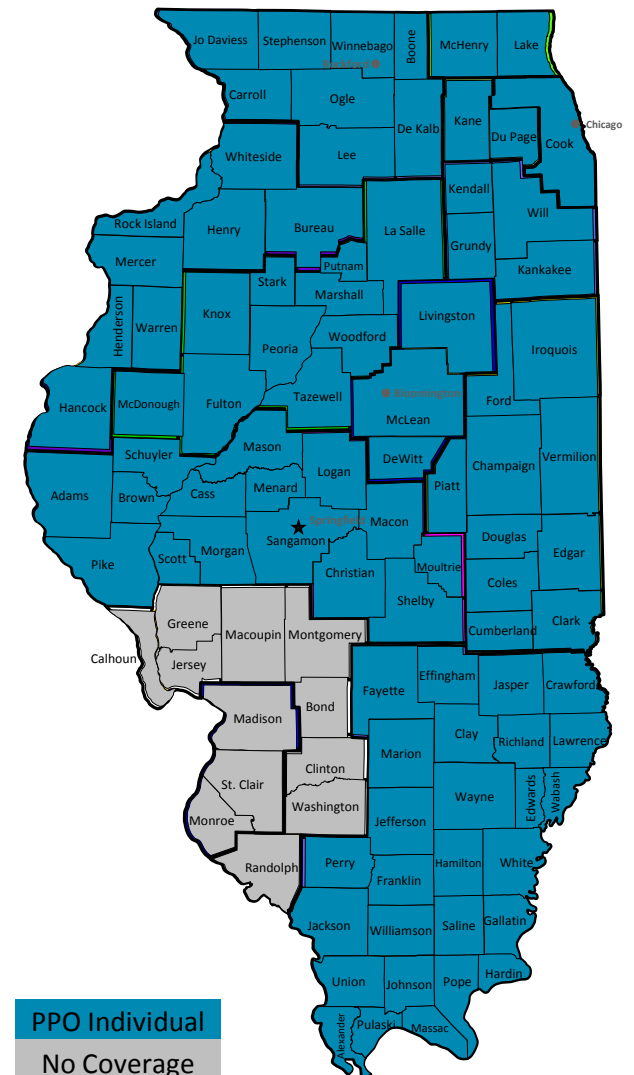 Jo Daviess
Stephenson
Winnebago
Boone
McHenry
Lake
Rockford
Carroll
Ogle
De Kalb
Kane
Du Page
Cook
Chicago
Whiteside
Lee
Kendall
Will
Rock Island
Henry
Bureau
La Salle
Grundy
Mercer
Putnam
Kankakee
Stark
Marshall
Henderson
Warren
Knox
Peoria
Woodford
Livingston
Iroquois
Hancock
McDonough
Fulton
Tazewell
Bloomington
McLean
Ford
Schuyler
Mason
Logan
DeWitt
Champaign
Vermilion
Adams
Brown
Cass
Menard
Piatt
Springfield
Macon
Sangamon
Douglas
Edgar
Pike
Scott
Morgan
Christian
Moultrie
Coles
Shelby
Cumberland
Clark
Greene
Macoupin
Montgomery
Calhoun
Jersey
Effingham
Jasper
Crawford
Fayette
Madison
Bond
Clay
Richland
Lawrence
Marion
Clinton
St. Clair
Wayne
Edwards
Wabash
Washington
Monroe
Jefferson
Randolph
Perry
Hamilton
White
Franklin
Jackson
Williamson
Saline
Gallatin
Union
Johnson
Pope
Hardin
Alexander
Pulaski
Massac
PPO Individual
No Coverage